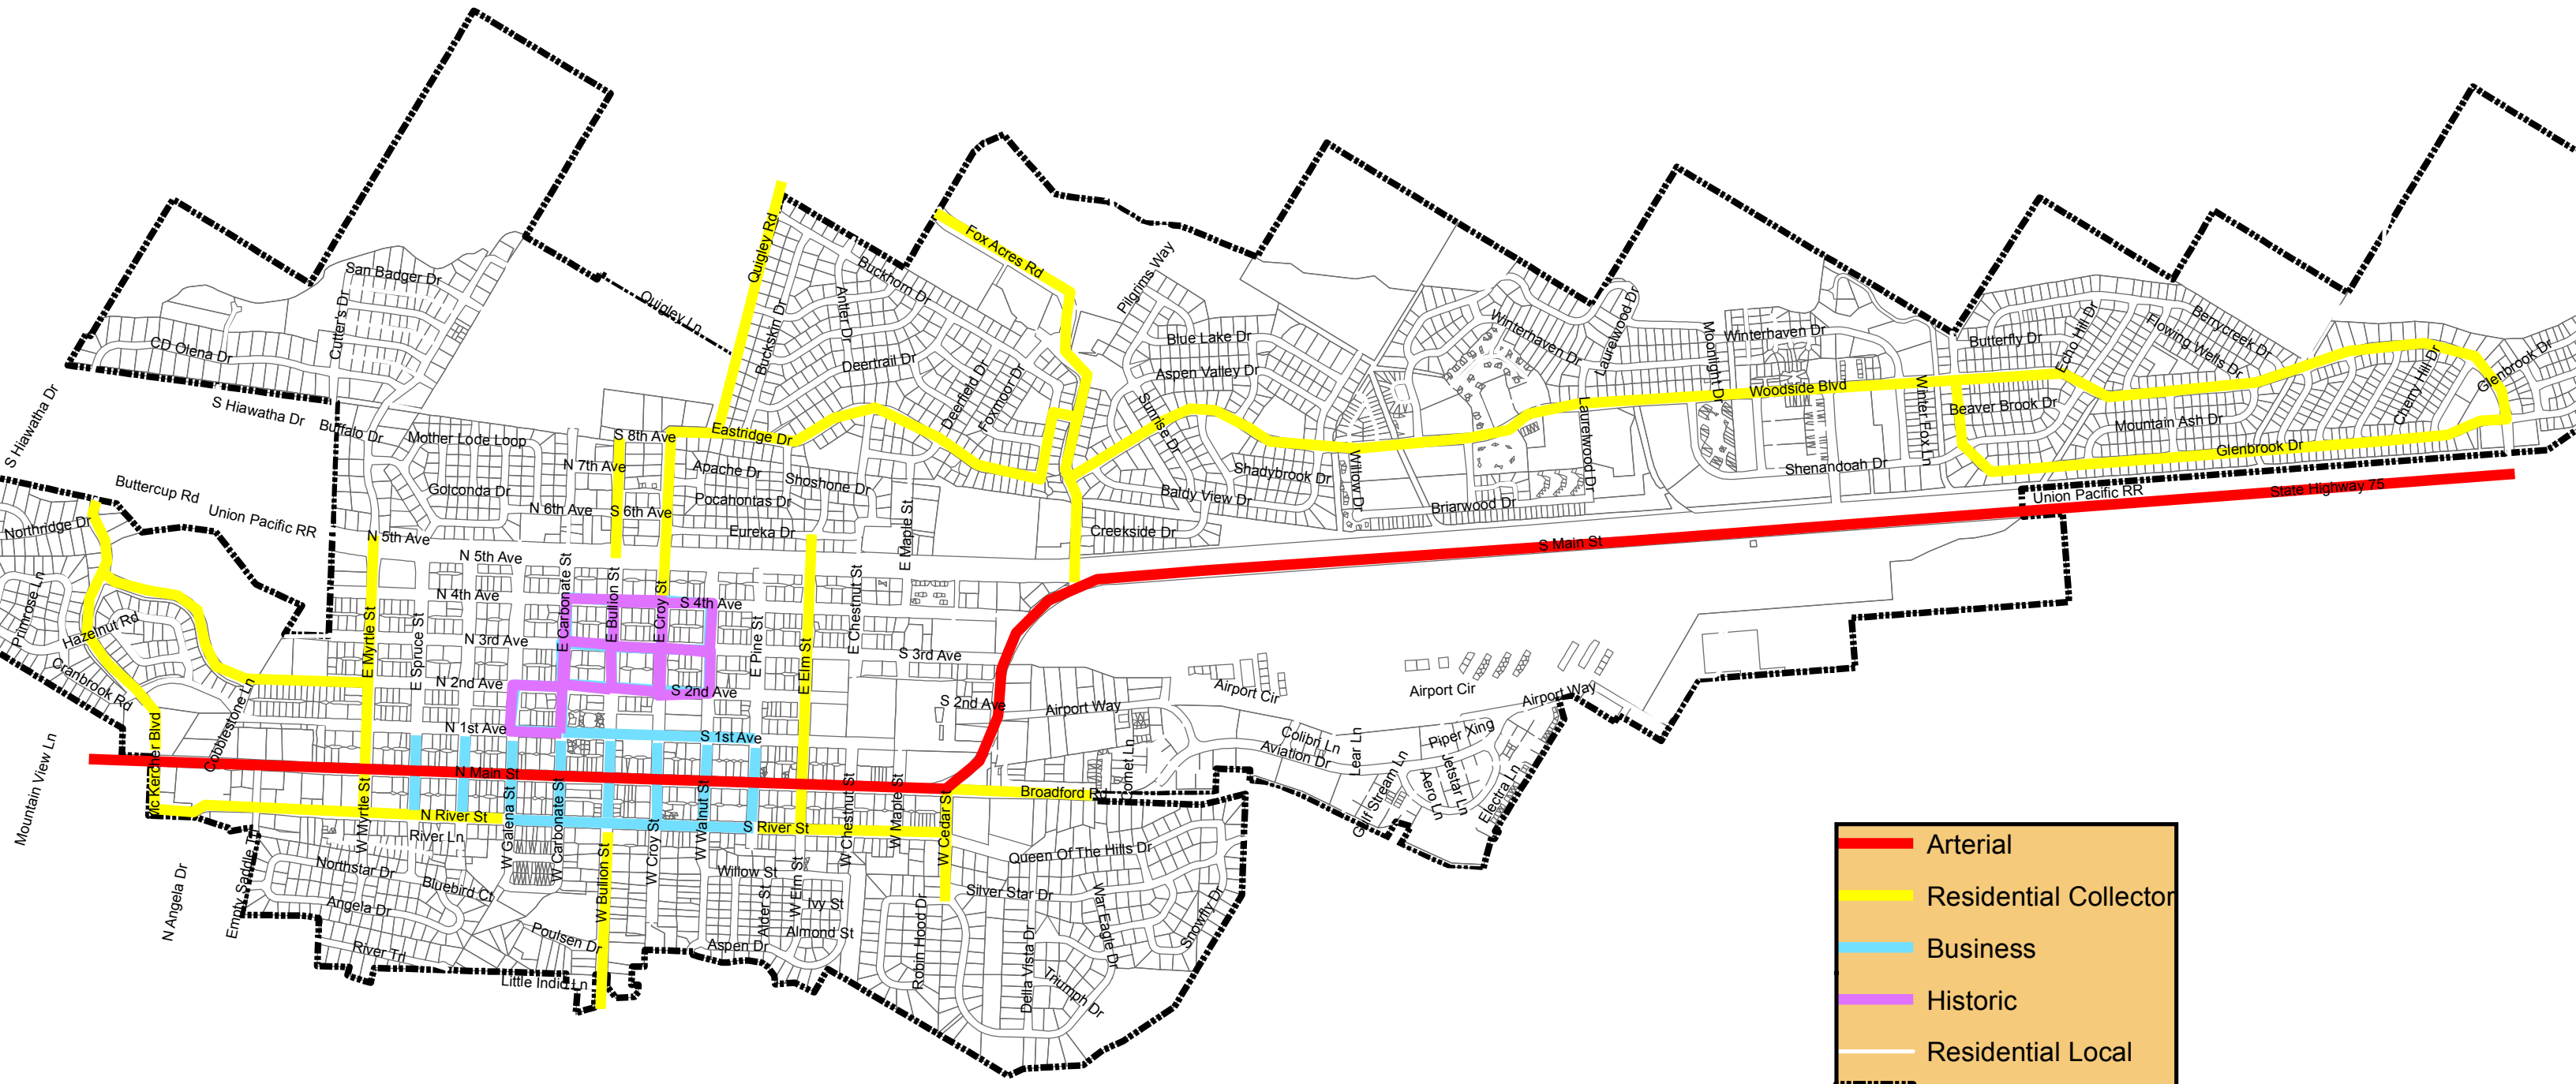 San Badger Dr
Cutter's Dr
CD Olena Dr
S Hiawatha Dr
S Hiawatha Dr
Buffalo Dr
Quigley Ln
Quigley Rd
Buckhorn Dr
Antler Dr
Buckskin Dr
Deertrail Dr
Deerfield Dr
Foxmoor Dr
Fox Acres Rd
Pilgrims Way
Blue Lake Dr
Aspen Valley Dr
Sunrise Dr
Winterhaven Dr
Laurelwood Dr
Moonlight Dr
Winterhaven Dr
Woodside Blvd
Butterfly Dr
Echo Hill Dr
Flowing Wells Dr
Berrycreek Dr
Cherry Hill Dr
Glenbrook Dr
Winter Fox Ln
Beaver Brook Dr
Mountain Ash Dr
Glenbrook Dr
Mother Lode Loop
S 8th Ave
Eastridge Dr
N 7th Ave
Apache Dr
Shoshone Dr
Golconda Dr
Pocahontas Dr
N 6th Ave
S 6th Ave
Eureka Dr
E Maple St
Shadybrook Dr
Baldy View Dr
Willow Dr
Laurelwood Dr
Briarwood Dr
Shenandoah Dr
Creekside Dr
Union Pacific RR
State Highway 75
S Main St
Buttercup Rd
Union Pacific RR
Northridge Dr
N 5th Ave
N 5th Ave
Primrose Ln
Hazelnut Rd
Cranbrook Rd
N 4th Ave
S 4th Ave
E Carbonate St
E Bullion St
E Croy St
E Myrtle St
E Spruce St
N 3rd Ave
E Pine St
E Elm St
E Chestnut St
S 3rd Ave
N 2nd Ave
S 2nd Ave
S 2nd Ave
Airport Way
Airport Cir
Airport Cir
Airport Way
Mountain View Ln
Mc Kercher Blvd
Cobblestone Ln
N 1st Ave
S 1st Ave
Comet Ln
Colibri Ln
Aviation Dr
Lear Ln
Piper Xing
Gulf Stream Ln
Aero Ln
Jetstar Ln
Electra Ln
N Main St
Broadford Rd
N River St
S River St
River Ln
W Myrtle St
W Galena St
W Carbonate St
W Bullion St
W Croy St
W Walnut St
W Chestnut St
W Maple St
W Cedar St
N Angela Dr
Empty Saddle Trl
Northstar Dr
Bluebird Ct
Angela Dr
River Trl
Poulsen Dr
Little Indio Ln
Willow St
Alder St
W Elm St
Ivy St
Almond St
Aspen Dr
Robin Hood Dr
Queen Of The Hills Dr
Silver Star Dr
War Eagle Dr
Snowfly Dr
Della Vista Dr
Triumph Dr
Arterial
Residential Collector
Business
Historic
Residential Local